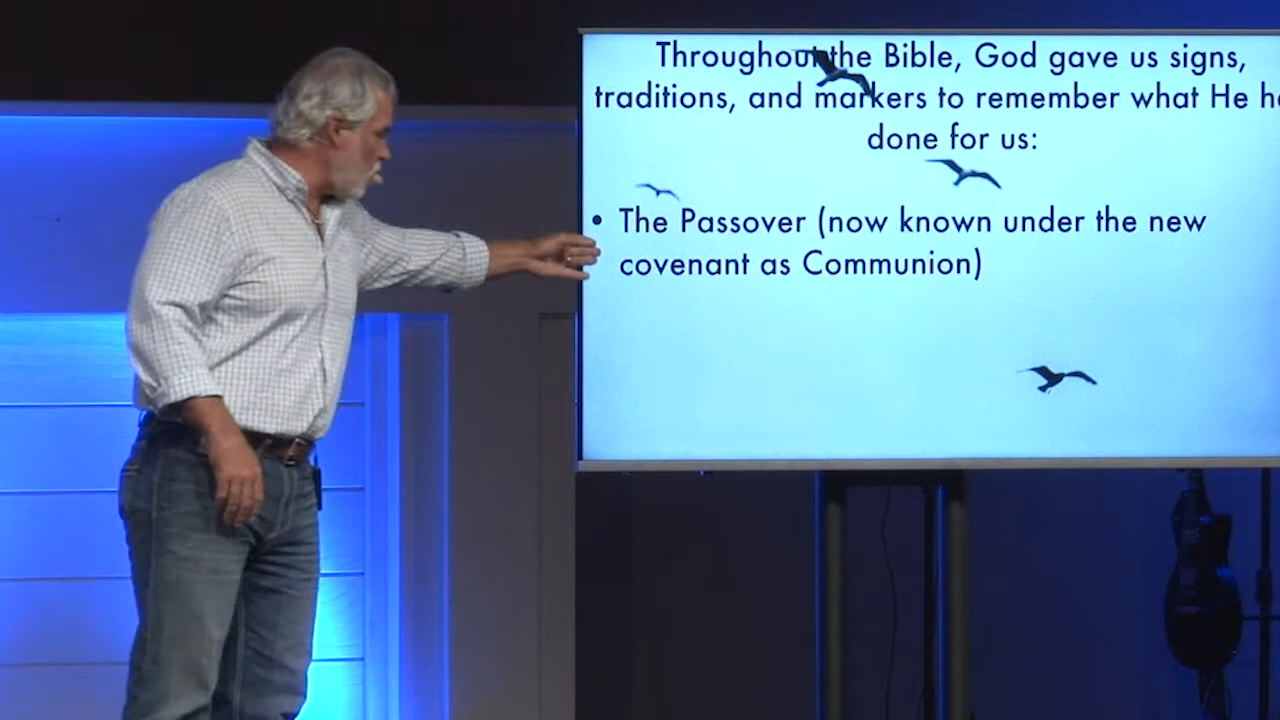 Throughout the Bible, God gave us signs,
traditions, and markers to remember what He
done for us:
• The Passover (now known under the new
covenant as Communion)